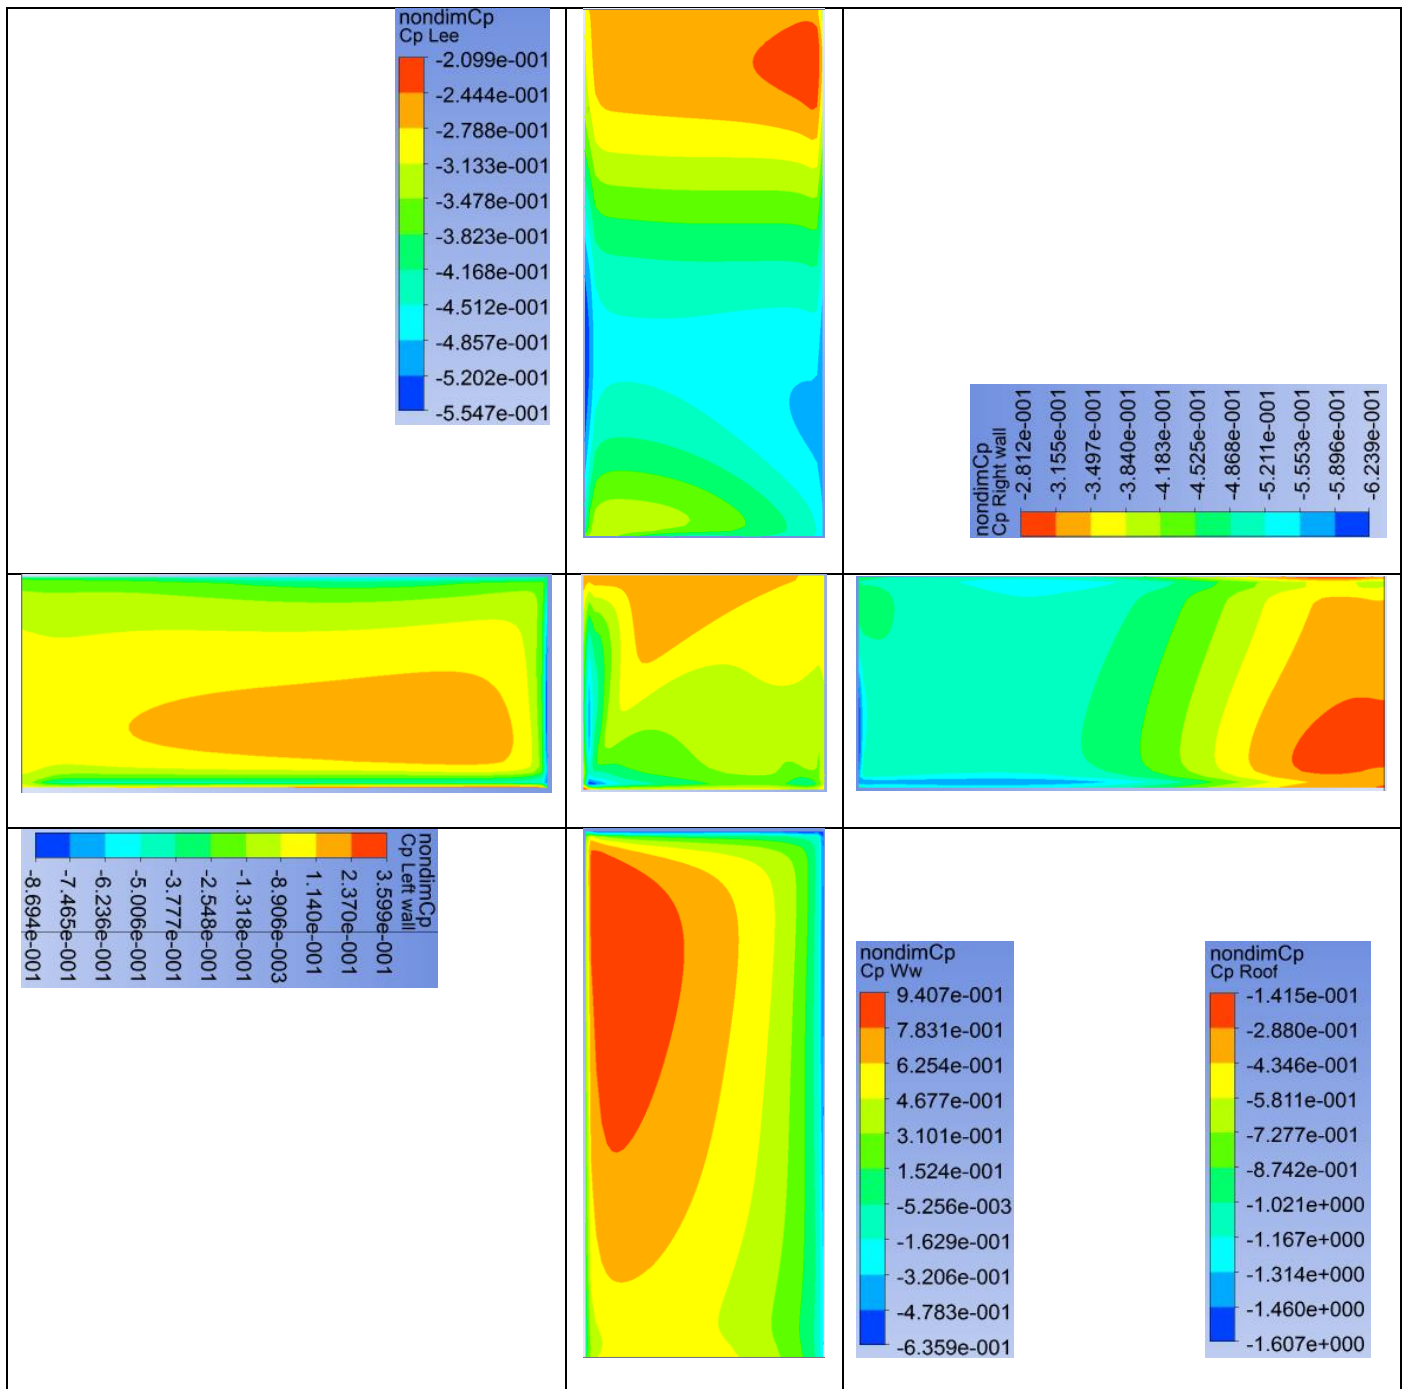 nondimCp
Cp Lee
-2.099e-001
-2.444e-001
-2.788e-001
-3.133e-001
-3.478e-001
-3.823e-001
-4.168e-001
-4.512e-001
-4.857e-001
-5.202e-001
-5.547e-001
nondimCp
Cp Right wall
-2.812e-001
-3.155e-001
-3.497e-001
-3.840e-001
-4.183e-001
-4.525e-001
-4.868e-001
-5.211e-001
-5.553e-001
-5.896e-001
-6.239e-001
nondimCp
Cp Left wall
3.599e-001
2.370e-001
1.140e-001
-8.906e-003
-1.318e-001
-2.548e-001
-3.777e-001
-5.006e-001
-6.236e-001
-7.465e-001
-8.694e-001
nondimCp
Cp Ww
9.407e-001
7.831e-001
6.254e-001
4.677e-001
3.101e-001
1.524e-001
-5.256e-003
-1.629e-001
-3.206e-001
-4.783e-001
-6.359e-001
nondimCp
Cp Roof
-1.415e-001
-2.880e-001
-4.346e-001
-5.811e-001
-7.277e-001
-8.742e-001
-1.021e+000
-1.167e+000
-1.314e+000
-1.460e+000
-1.607e+000